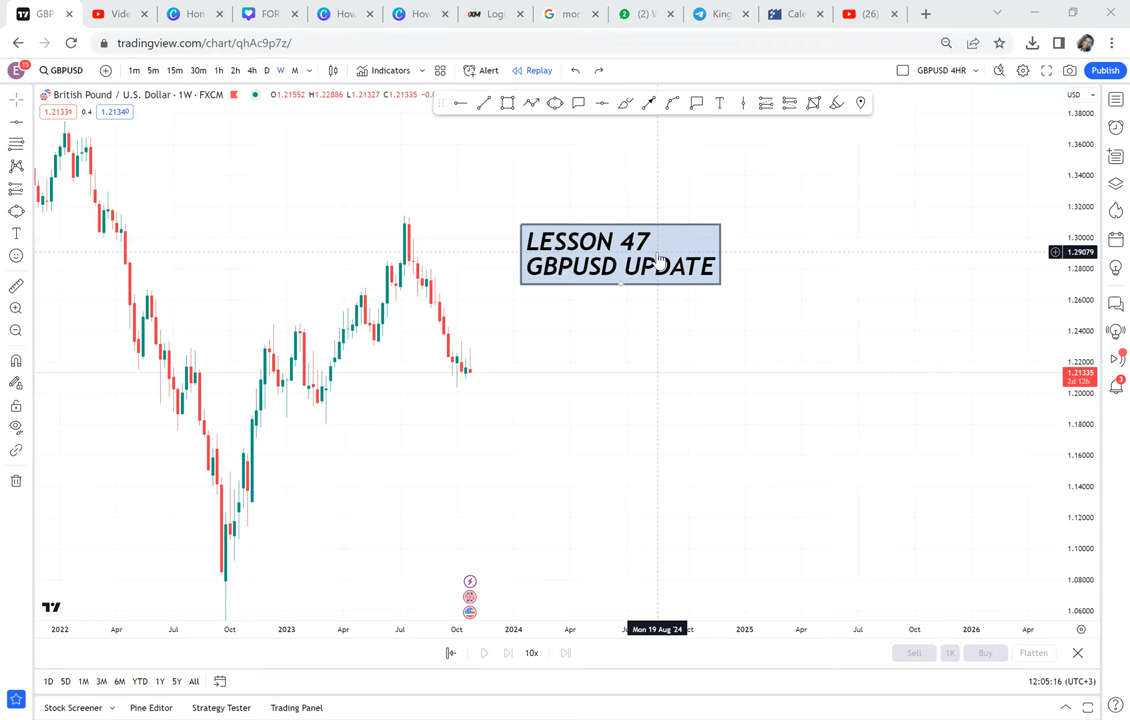 GBP
Vide
Hon
FOR
How
How
Logi
mor
(2) V
King
Cale
(26)
tradingview.com/chart/qhAc9p7z/
E
15
GBPUSD
1m 5m 15m 30m 1h 2h 4h D W M
Indicators
Alert
Replay
GBPUSD 4HR
Publish
British Pound / U.S. Dollar · 1W · FXCM
O1.21552 H1.22886 L1.21327 C1.21335
1.21336 0.4 1.21340
USD
1.38000
1.36000
1.34000
1.32000
1.30000
1.29079
1.28000
1.26000
1.24000
1.22000
1.21335
2d 12h
1.20000
1.18000
1.16000
1.14000
1.12000
1.10000
1.08000
1.06000
LESSON 47
GBPUSD UPDATE
2022 Apr Jul Oct 2023 Apr Jul Oct 2024 Apr Mon 19 Aug '24 2025 Apr Jul Oct 2026 Apr
10x
Sell 1K Buy Flatten
1D 5D 1M 3M 6M YTD 1Y 5Y All
12:05:16 (UTC+3)
Stock Screener Pine Editor Strategy Tester Trading Panel
3